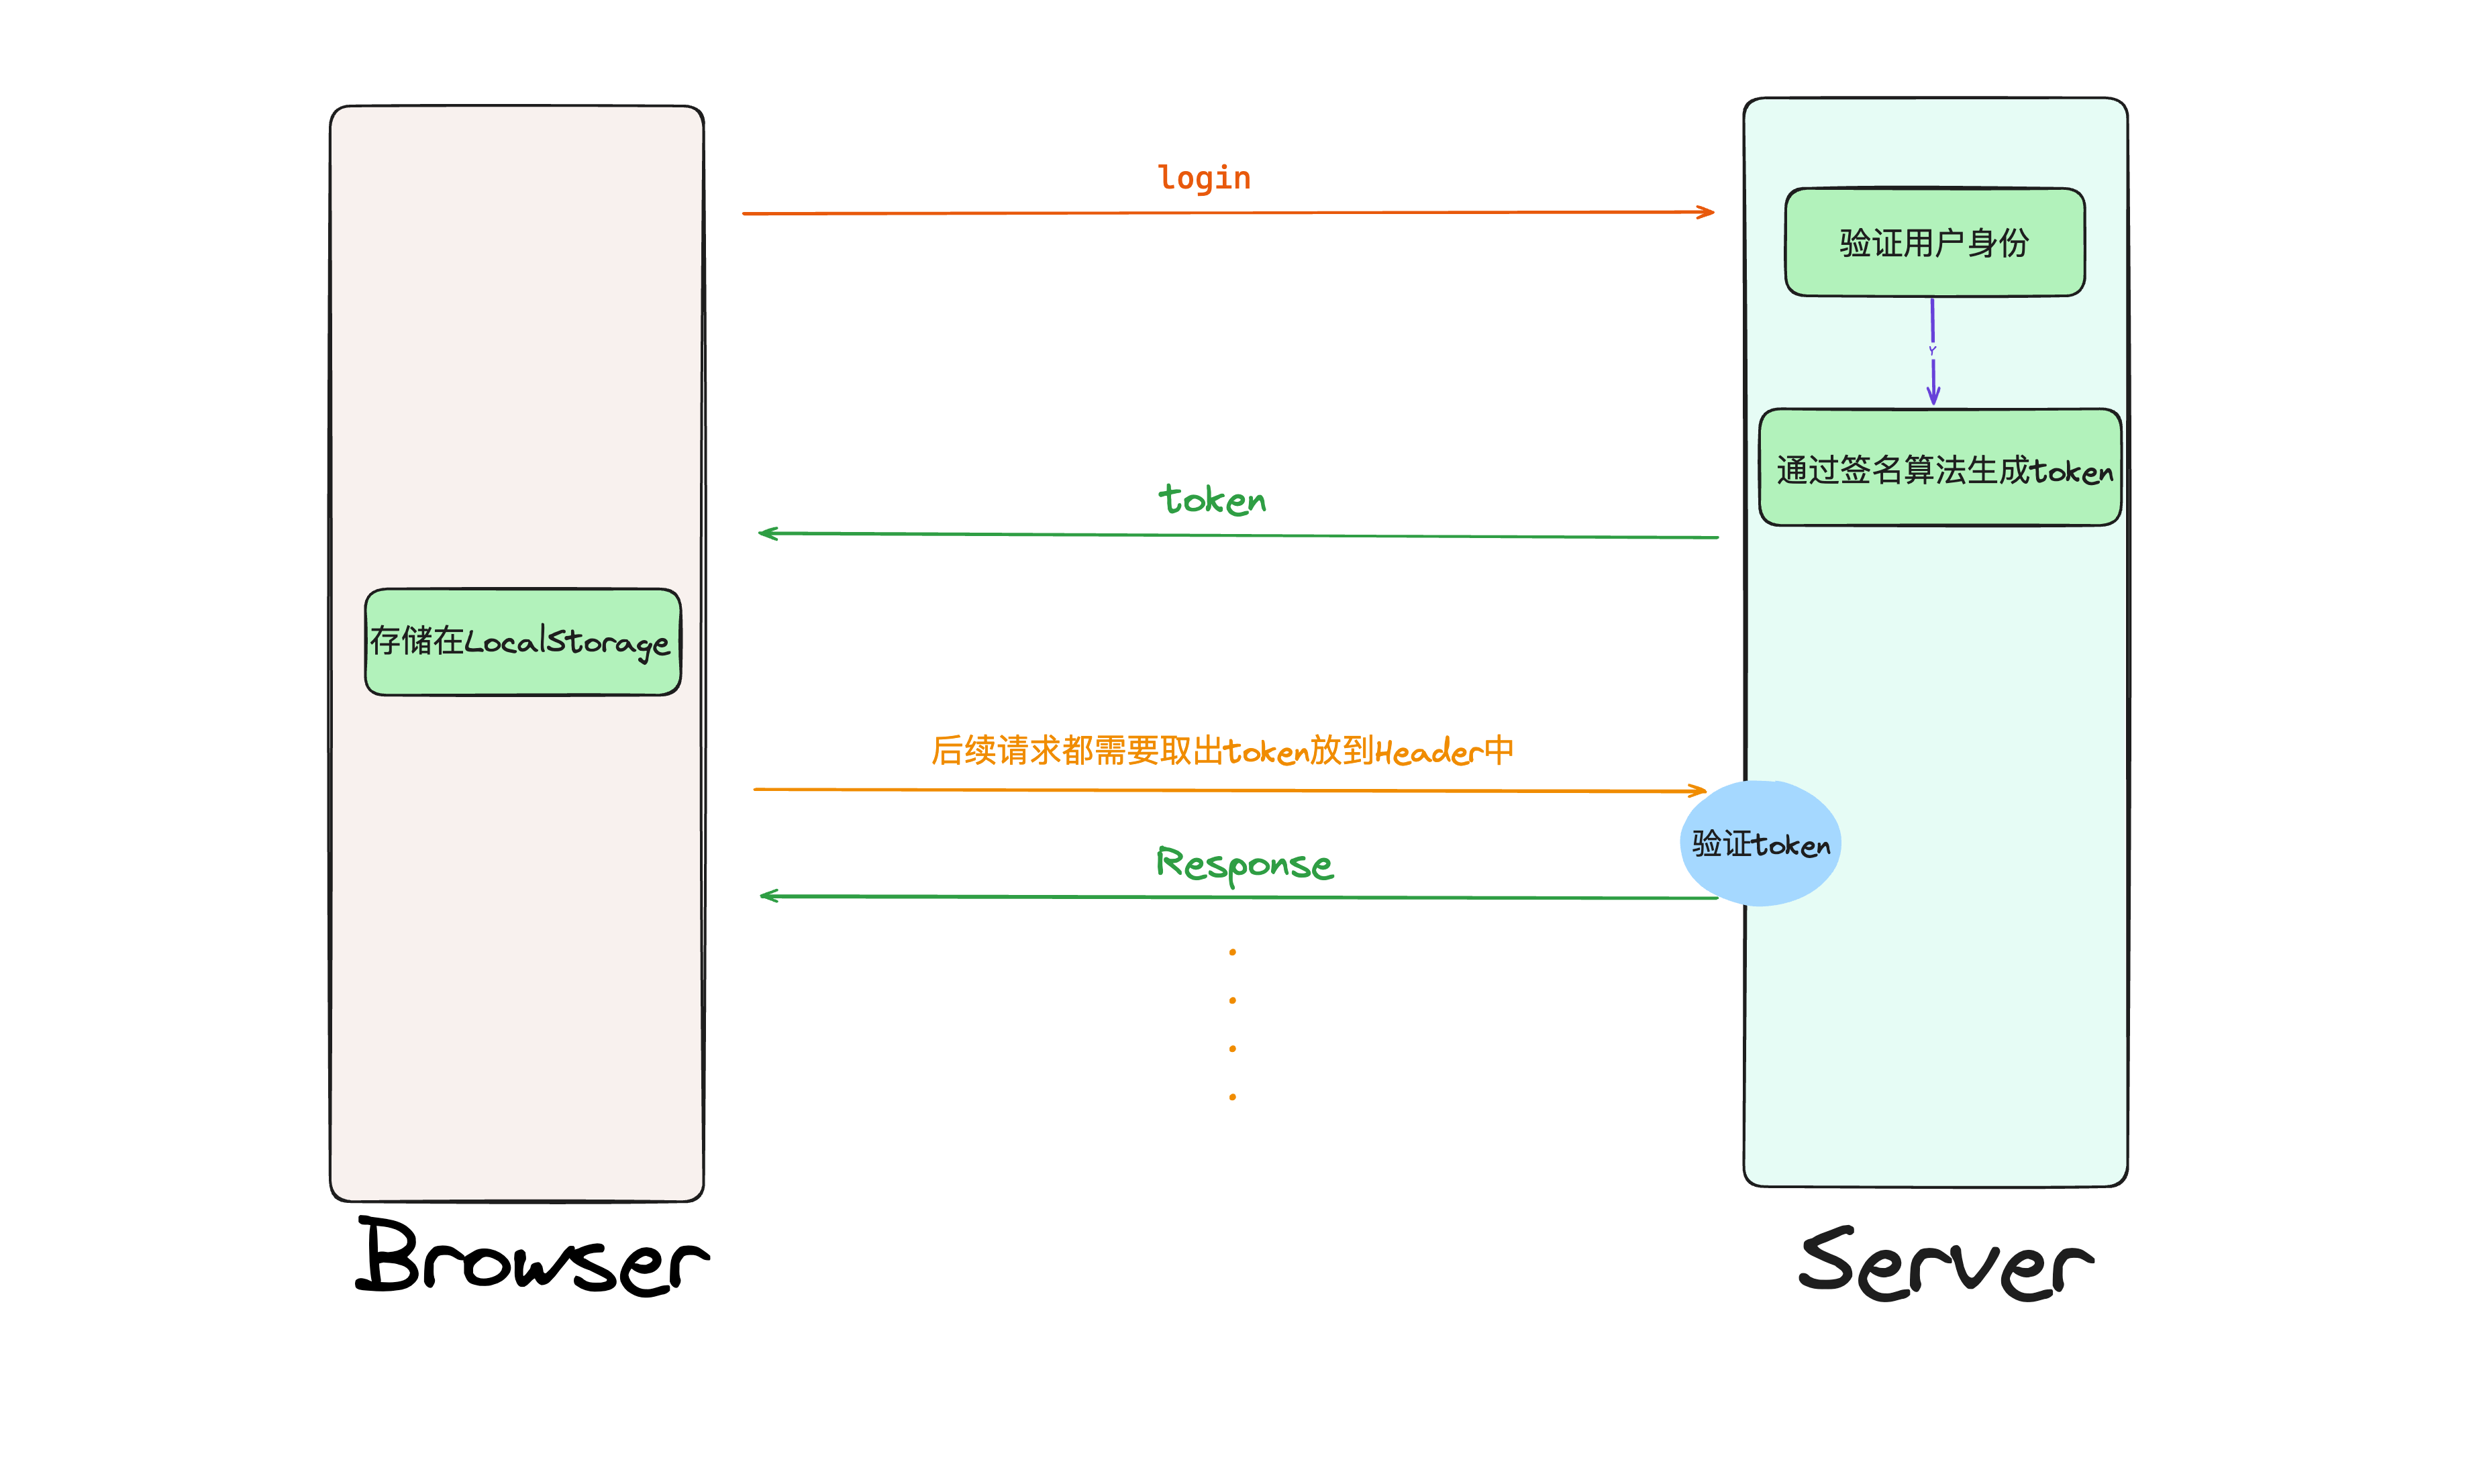 login
验证用户身份
Y
通过签名算法生成token
token
存储在LocalStorage
后续请求都需要取出token放到Header中
验证token
Response
Browser
Server